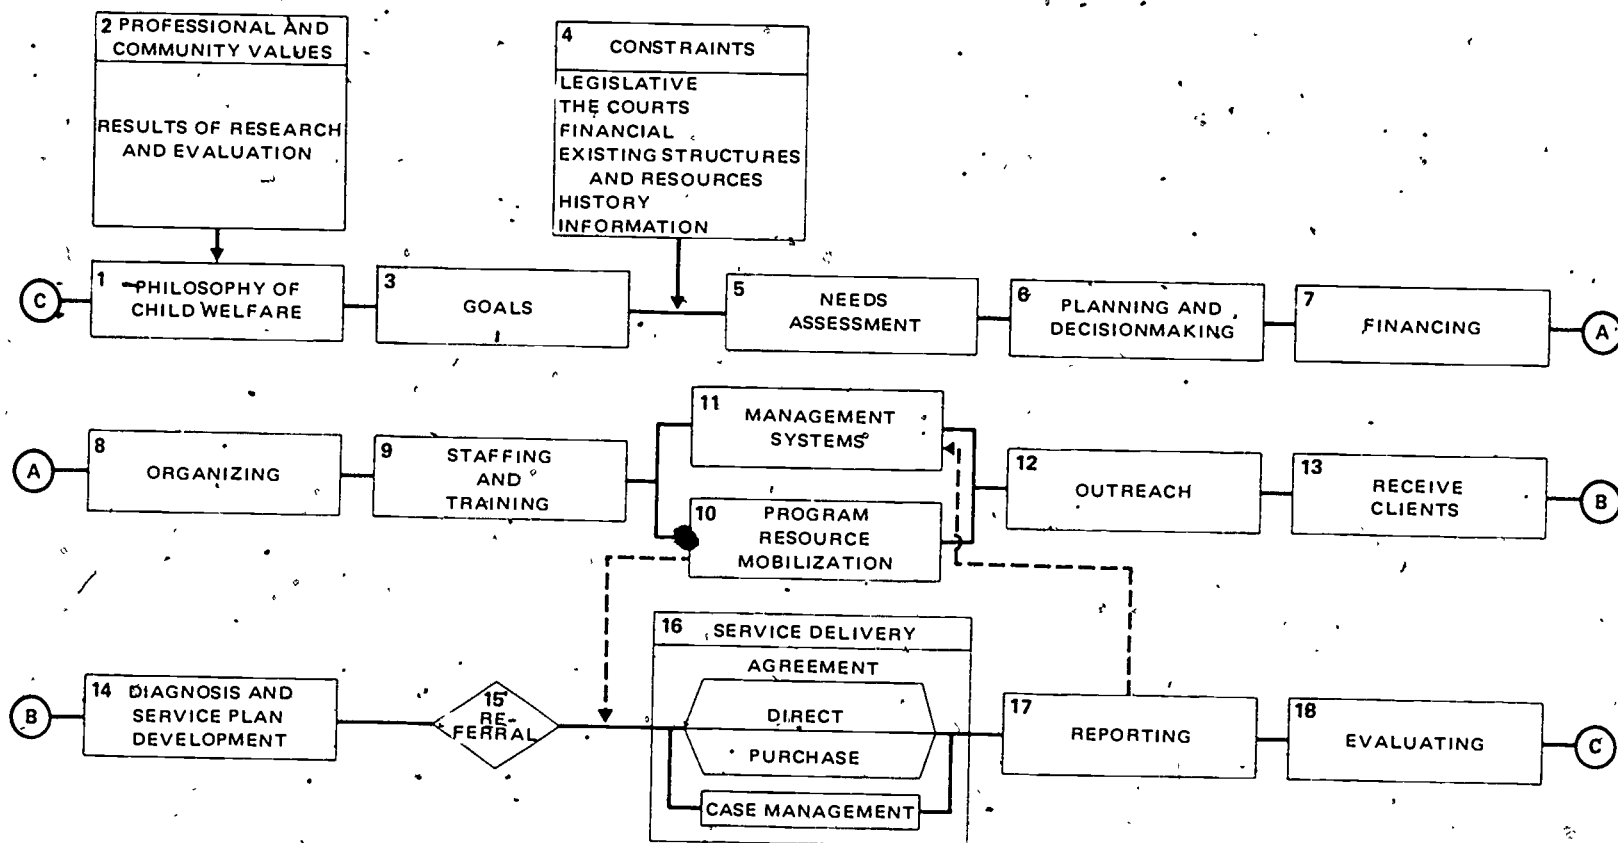 2 PROFESSIONAL AND
COMMUNITY VALUES
RESULTS OF RESEARCH
AND EVALUATION
4 CONSTRAINTS
LEGISLATIVE
THE COURTS
FINANCIAL
EXISTING STRUCTURES
AND RESOURCES
HISTORY
INFORMATION
C
1 PHILOSOPHY OF
CHILD WELFARE
3 GOALS
5 NEEDS
ASSESSMENT
6 PLANNING AND
DECISIONMAKING
7 FINANCING
A
A
8 ORGANIZING
9 STAFFING
AND
TRAINING
11 MANAGEMENT
SYSTEMS
10 PROGRAM
RESOURCE
MOBILIZATION
12 OUTREACH
13 RECEIVE
CLIENTS
B
B
14 DIAGNOSIS AND
SERVICE PLAN
DEVELOPMENT
15
RE-
FERRAL
16 SERVICE DELIVERY
AGREEMENT
DIRECT
PURCHASE
CASE MANAGEMENT
17 REPORTING
18 EVALUATING
C